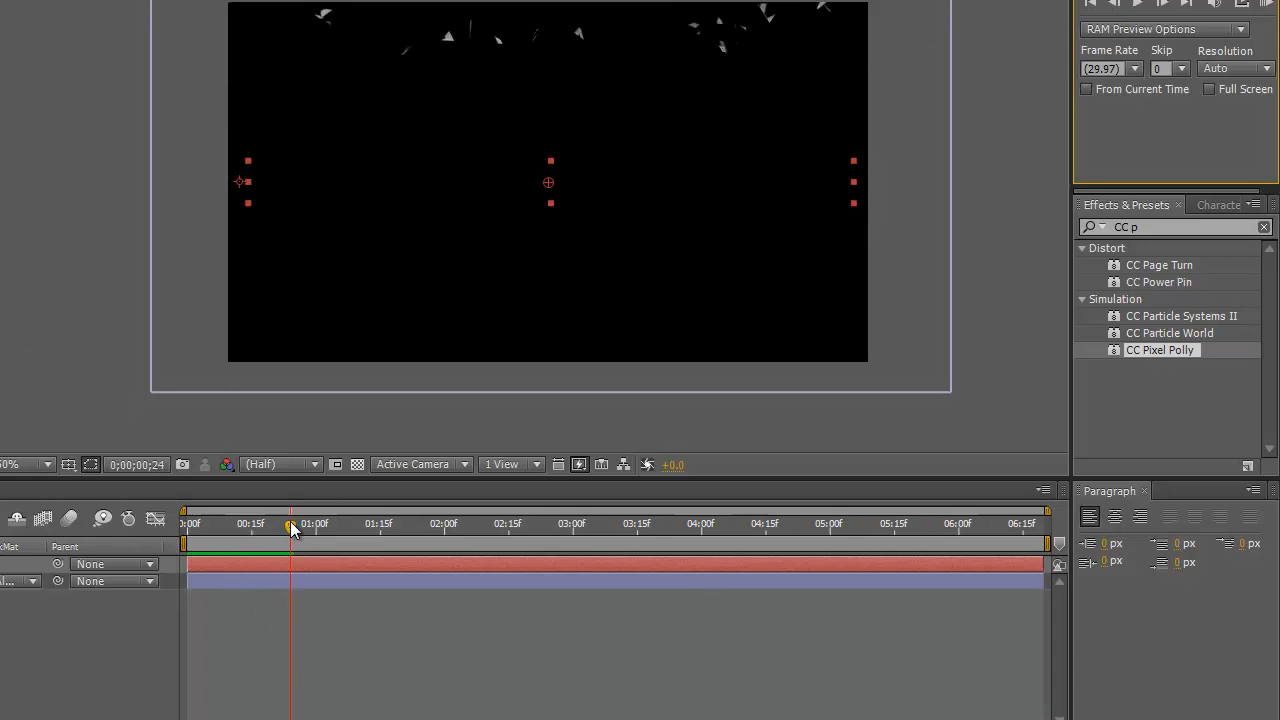 RAM Preview Options
Frame Rate Skip Resolution
(29.97) 0 Auto
From Current Time Full Screen
Effects & Presets Characte
CC p
Distort
CC Page Turn
CC Power Pin
Simulation
CC Particle Systems II
CC Particle World
CC Pixel Polly
0% 0;00;00;24 (Half) Active Camera 1 View +0.0
Paragraph
:00f 00:15f 01:00f 01:15f 02:00f 02:15f 03:00f 03:15f 04:00f 04:15f 05:00f 05:15f 06:00f 06:15f
kMat Parent
None
None
0 px 0 px 0 px
0 px 0 px